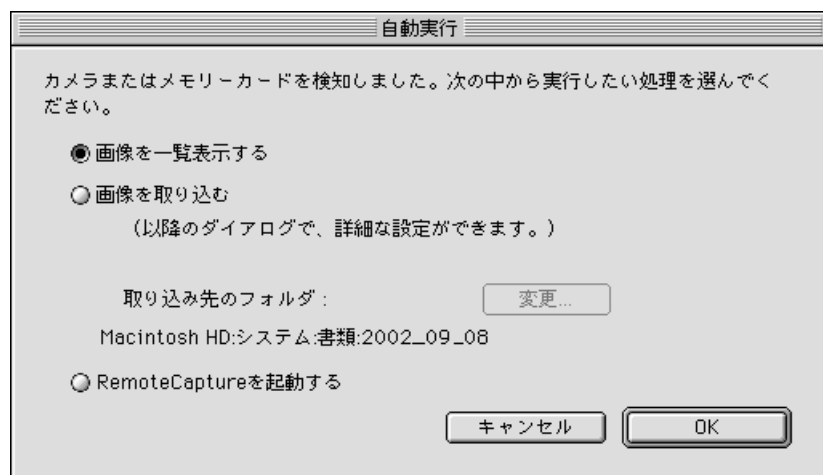 自動実行
カメラまたはメモリーカードを検知しました。次の中から実行したい処理を選んでく
ださい。
画像を一覧表示する
画像を取り込む
(以降のダイアログで、詳細な設定ができます。)
取り込み先のフォルダ: 変更...
Macintosh HD:システム:書類:2002_09_08
RemoteCaptureを起動する
キャンセル OK